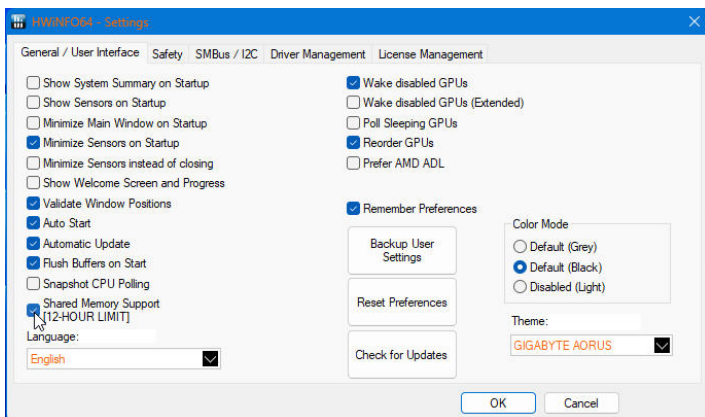 HWiNFO64 - Settings
General / User Interface
Safety
SMBus / I2C
Driver Management
License Management
Show System Summary on Startup
Show Sensors on Startup
Minimize Main Window on Startup
Minimize Sensors on Startup
Minimize Sensors instead of closing
Show Welcome Screen and Progress
Validate Window Positions
Auto Start
Automatic Update
Flush Buffers on Start
Snapshot CPU Polling
Shared Memory Support
[12-HOUR LIMIT]
Language:
English
Wake disabled GPUs
Wake disabled GPUs (Extended)
Poll Sleeping GPUs
Reorder GPUs
Prefer AMD ADL
Remember Preferences
Backup User
Settings
Reset Preferences
Check for Updates
Color Mode
Default (Grey)
Default (Black)
Disabled (Light)
Theme:
GIGABYTE AORUS
OK
Cancel